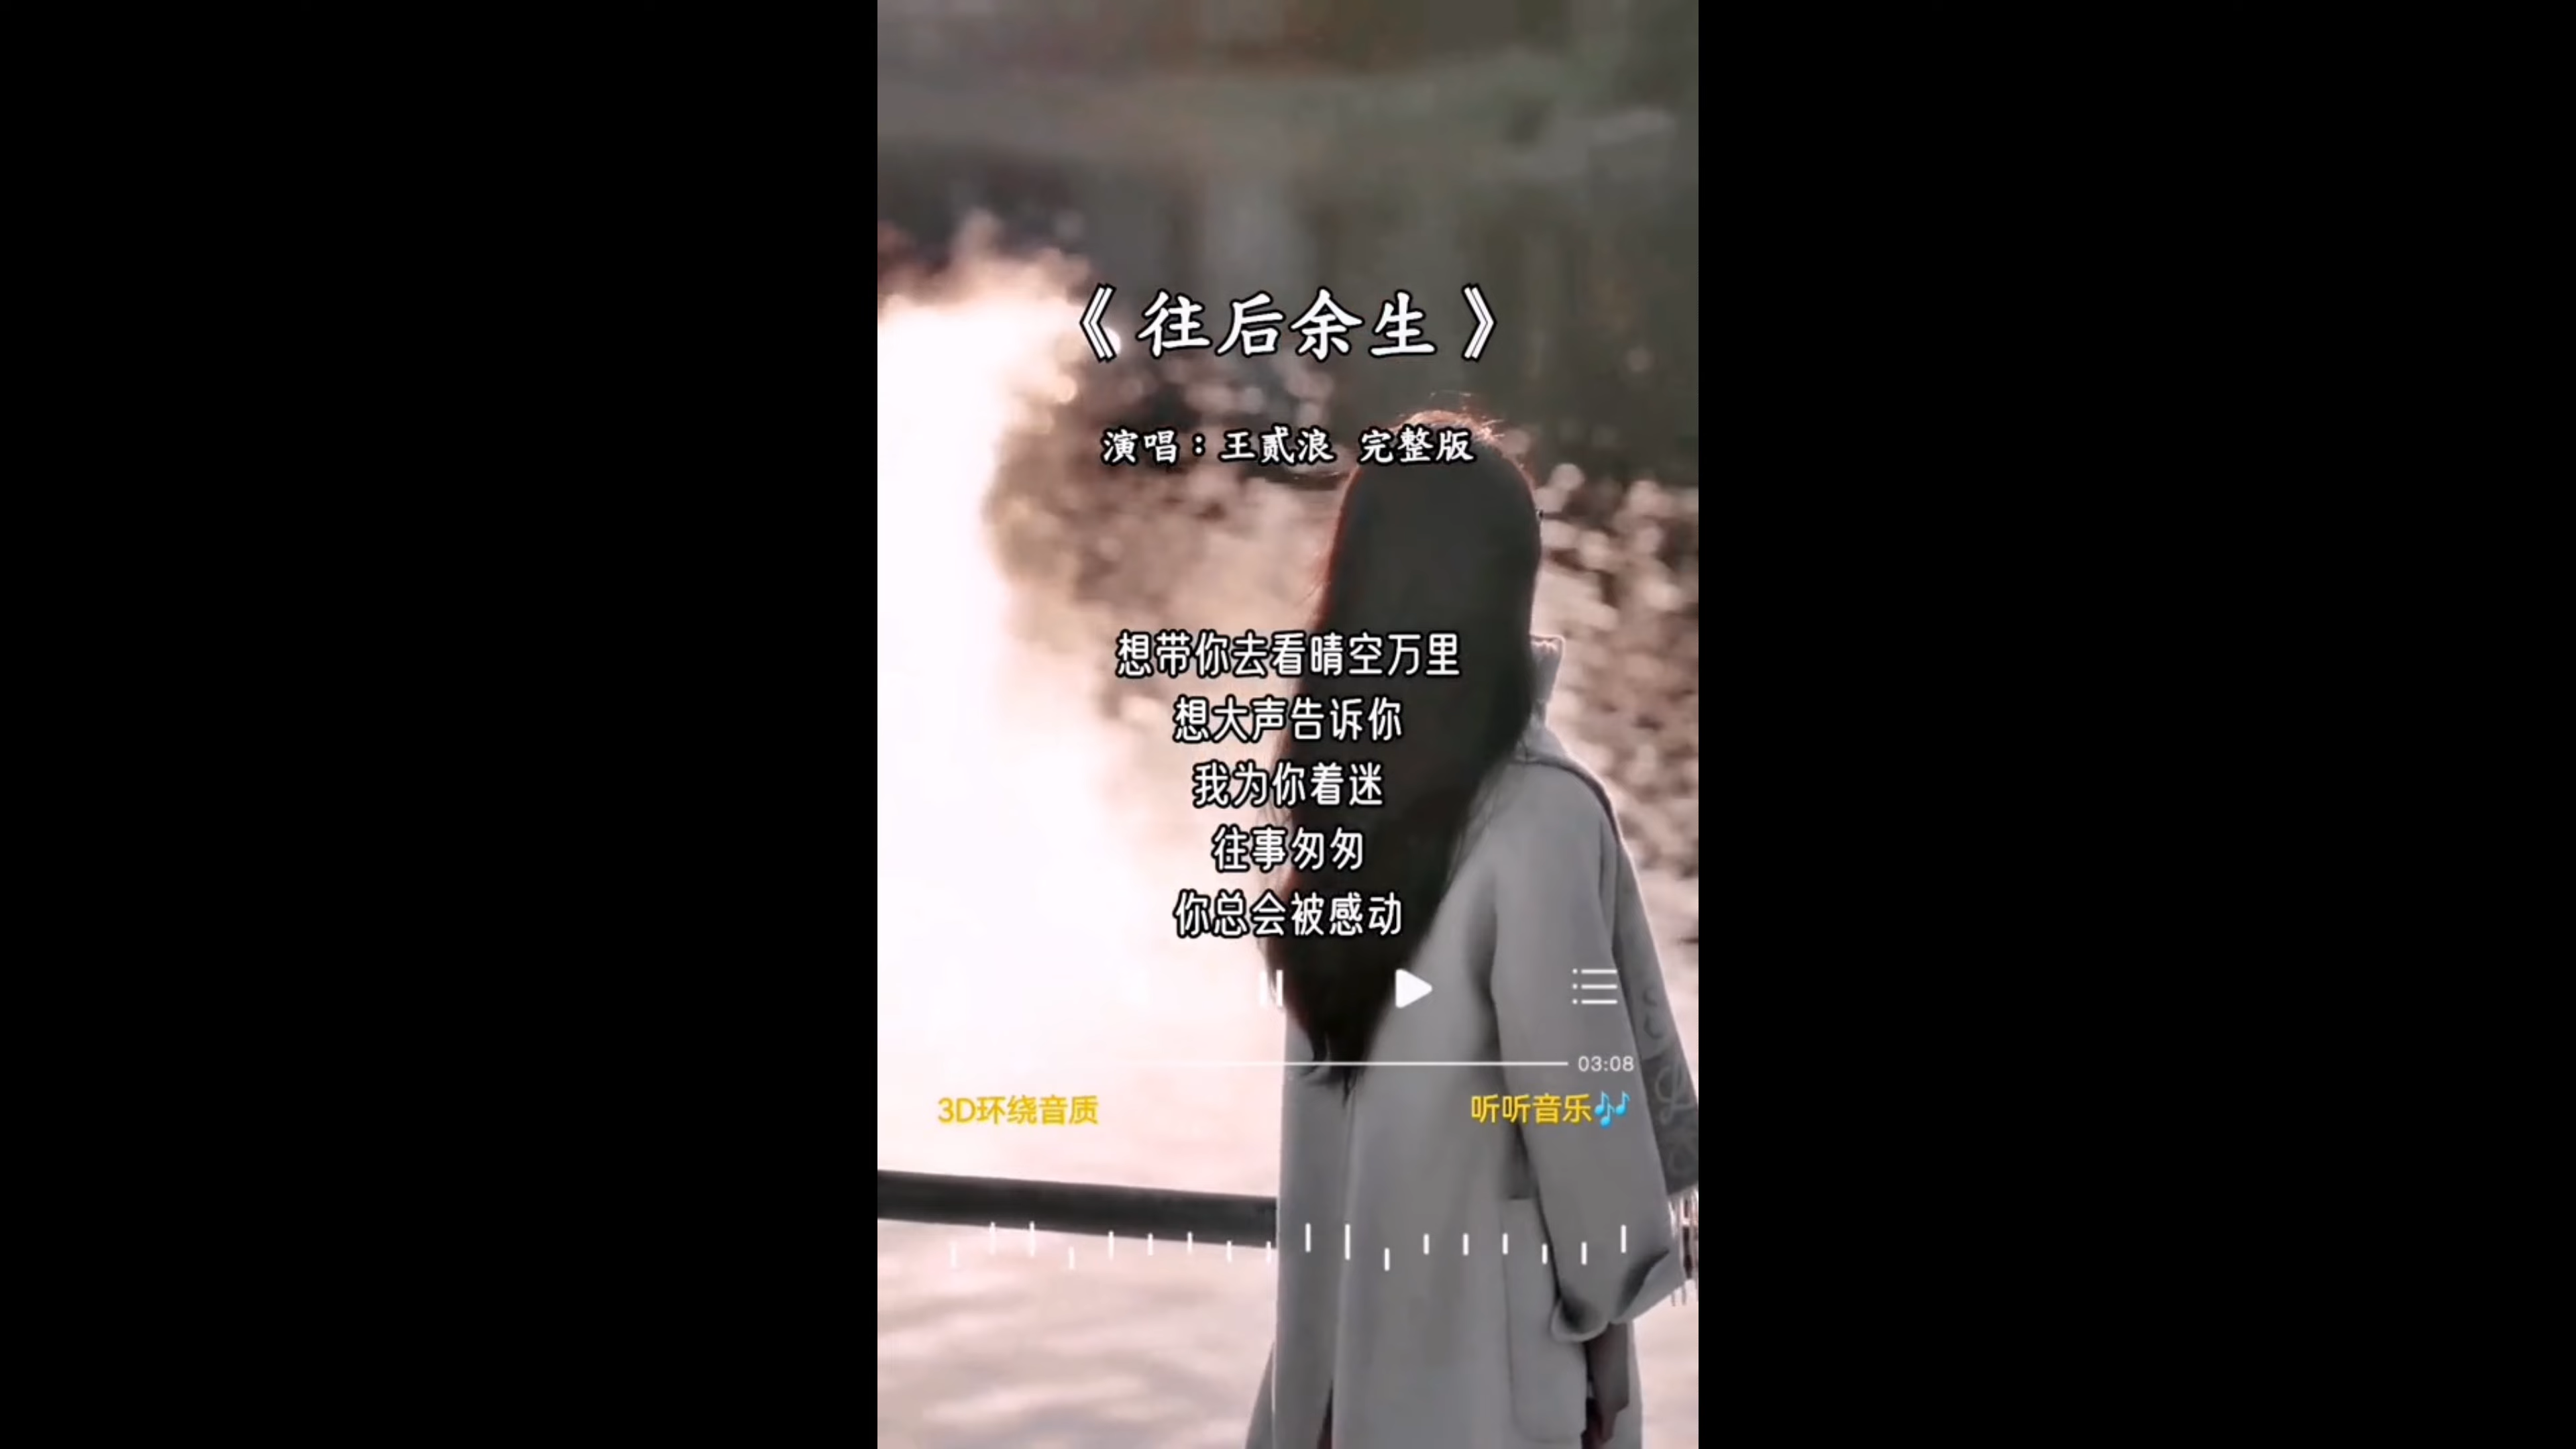 《往后余生》
演唱：王贰浪 完整版
想带你去看晴空万里
想大声告诉你
我为你着迷
往事匆匆
你总会被感动
03:08
3D环绕音质
听听音乐🎶